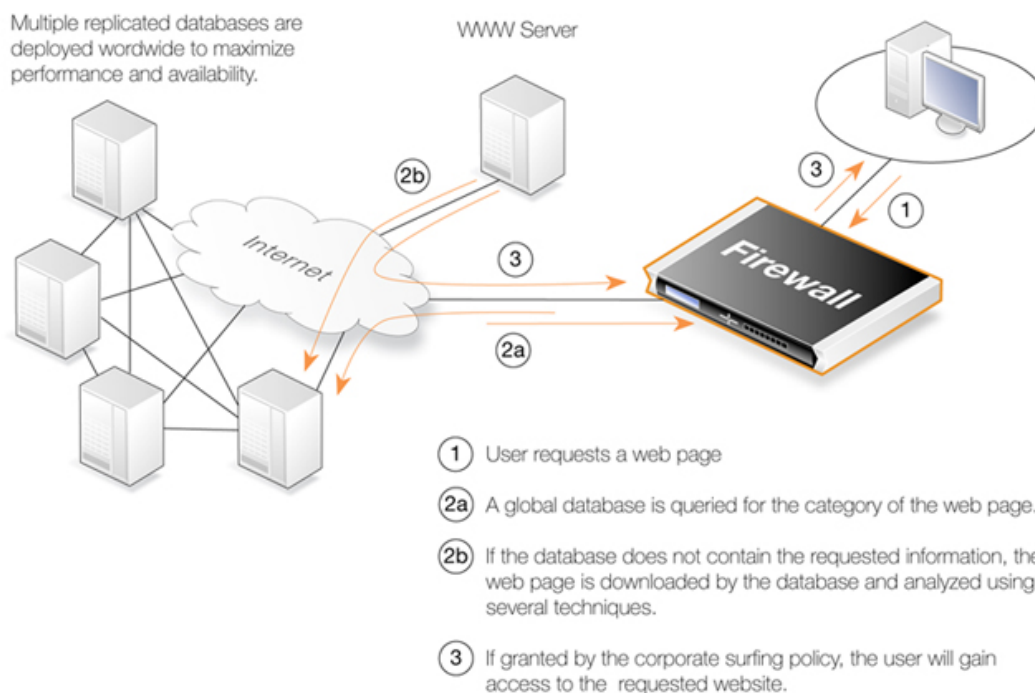 Multiple replicated databases are
deployed wordwide to maximize
performance and availability.
WWW Server
3
2b
1
Internet
3
Firewall
2a
1 User requests a web page
2a A global database is queried for the category of the web page.
2b If the database does not contain the requested information, the
web page is downloaded by the database and analyzed using
several techniques.
3 If granted by the corporate surfing policy, the user will gain
access to the requested website.